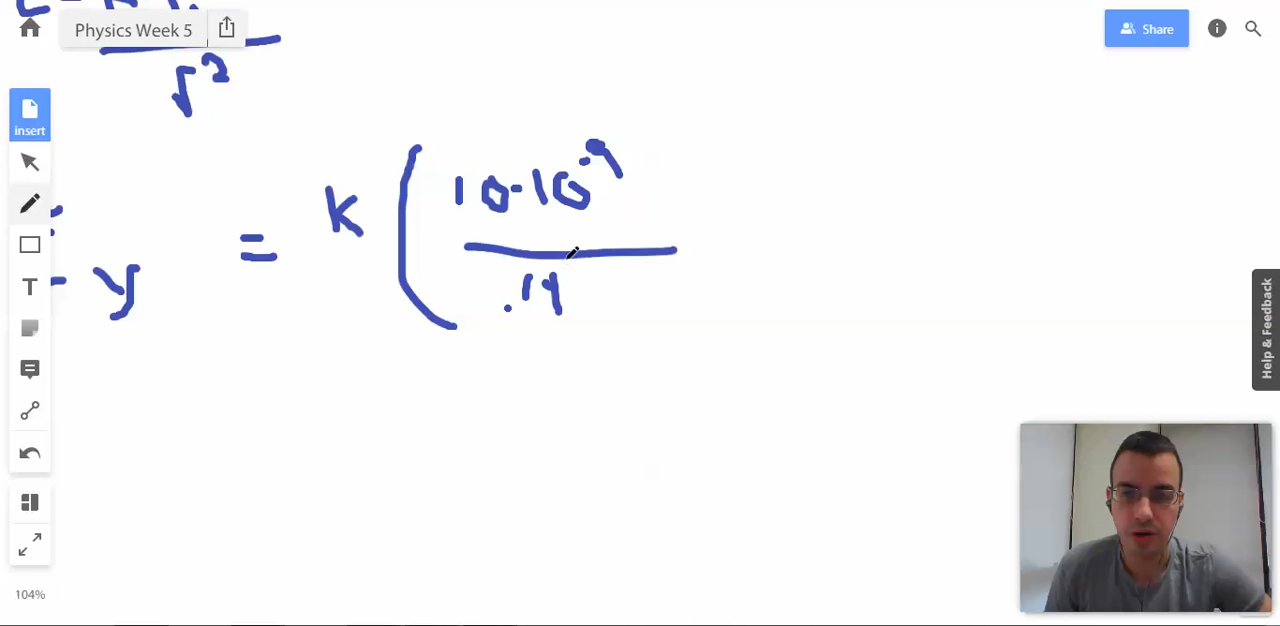 Physics Week 5
Share
r²
insert
T
y = K ( 10·10⁻⁹
.14
Help & Feedback
104%